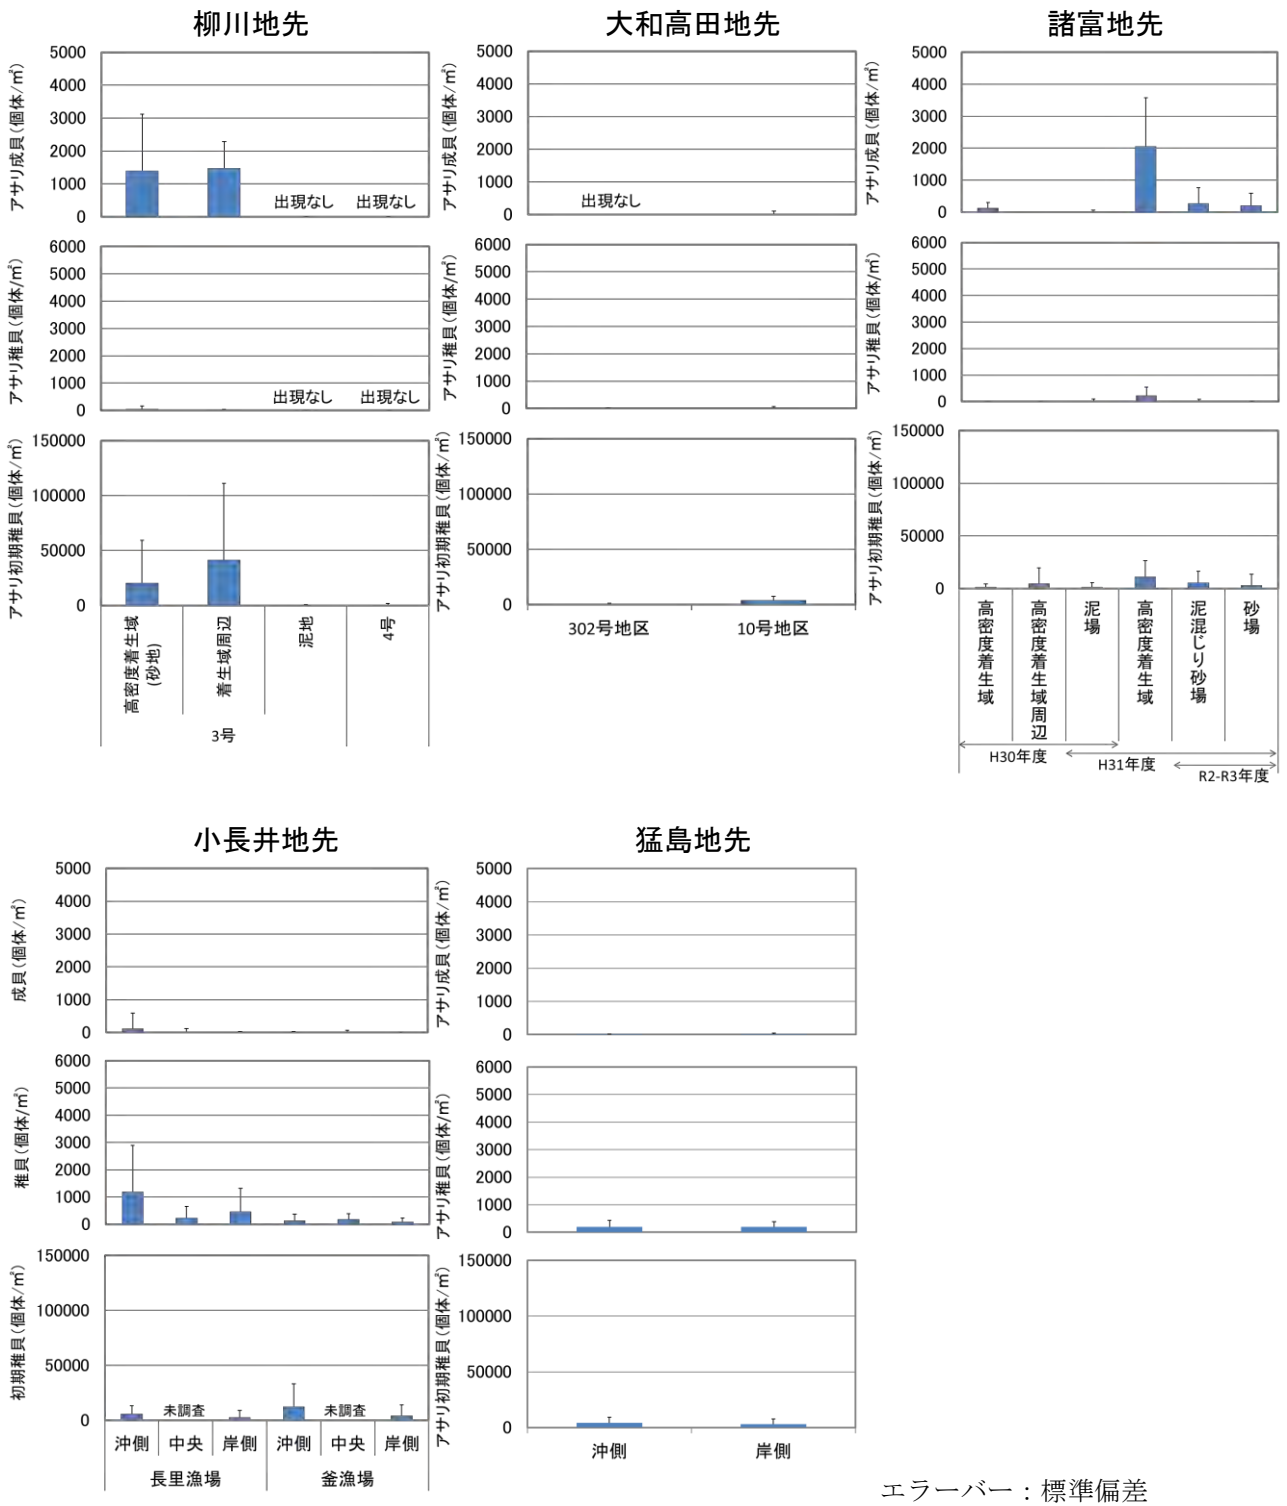 柳川地先
アサリ成貝(個体/㎡)
5000
4000
3000
2000
1000
0
出現なし
出現なし
アサリ稚貝(個体/㎡)
6000
5000
4000
3000
2000
1000
0
出現なし
出現なし
アサリ初期稚貝(個体/㎡)
150000
100000
50000
0
高密度着生域
(砂地)
着生域周辺
泥地
4号
3号
大和高田地先
アサリ成貝(個体/㎡)
5000
4000
3000
2000
1000
0
出現なし
アサリ稚貝(個体/㎡)
6000
5000
4000
3000
2000
1000
0
アサリ初期稚貝(個体/㎡)
150000
100000
50000
0
302号地区
10号地区
諸富地先
アサリ成貝(個体/㎡)
5000
4000
3000
2000
1000
0
アサリ稚貝(個体/㎡)
6000
5000
4000
3000
2000
1000
0
アサリ初期稚貝(個体/㎡)
150000
100000
50000
0
高密度着生域
高密度着生域周辺
泥場
高密度着生域
泥混じり砂場
砂場
H30年度
H31年度
R2-R3年度
小長井地先
成貝(個体/㎡)
5000
4000
3000
2000
1000
0
稚貝(個体/㎡)
6000
5000
4000
3000
2000
1000
0
初期稚貝(個体/㎡)
150000
100000
50000
0
未調査
未調査
沖側
中央
岸側
沖側
中央
岸側
長里漁場
釜漁場
猛島地先
アサリ成貝(個体/㎡)
5000
4000
3000
2000
1000
0
アサリ稚貝(個体/㎡)
6000
5000
4000
3000
2000
1000
0
アサリ初期稚貝(個体/㎡)
150000
100000
50000
0
沖側
岸側
エラーバー：標準偏差